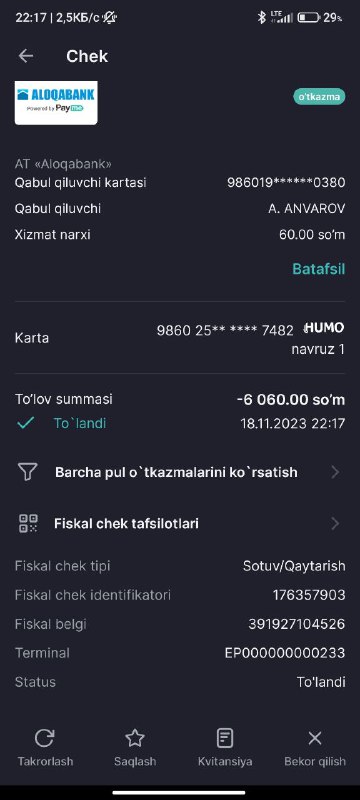 22:17 | 2,5КБ/с
LTE
29%
Chek
ALOQABANK
Powered by Payme
o'tkazma
AT «Aloqabank»
Qabul qiluvchi kartasi 986019******0380
Qabul qiluvchi A. ANVAROV
Xizmat narxi 60.00 so'm
Batafsil
Karta 9860 25** **** 7482 HUMO
navruz 1
To'lov summasi -6 060.00 so'm
To`landi 18.11.2023 22:17
Barcha pul o`tkazmalarini ko`rsatish
Fiskal chek tafsilotlari
Fiskal chek tipi Sotuv/Qaytarish
Fiskal chek identifikatori 176357903
Fiskal belgi 391927104526
Terminal EP000000000233
Status To'landi
Takrorlash Saqlash Kvitansiya Bekor qilish